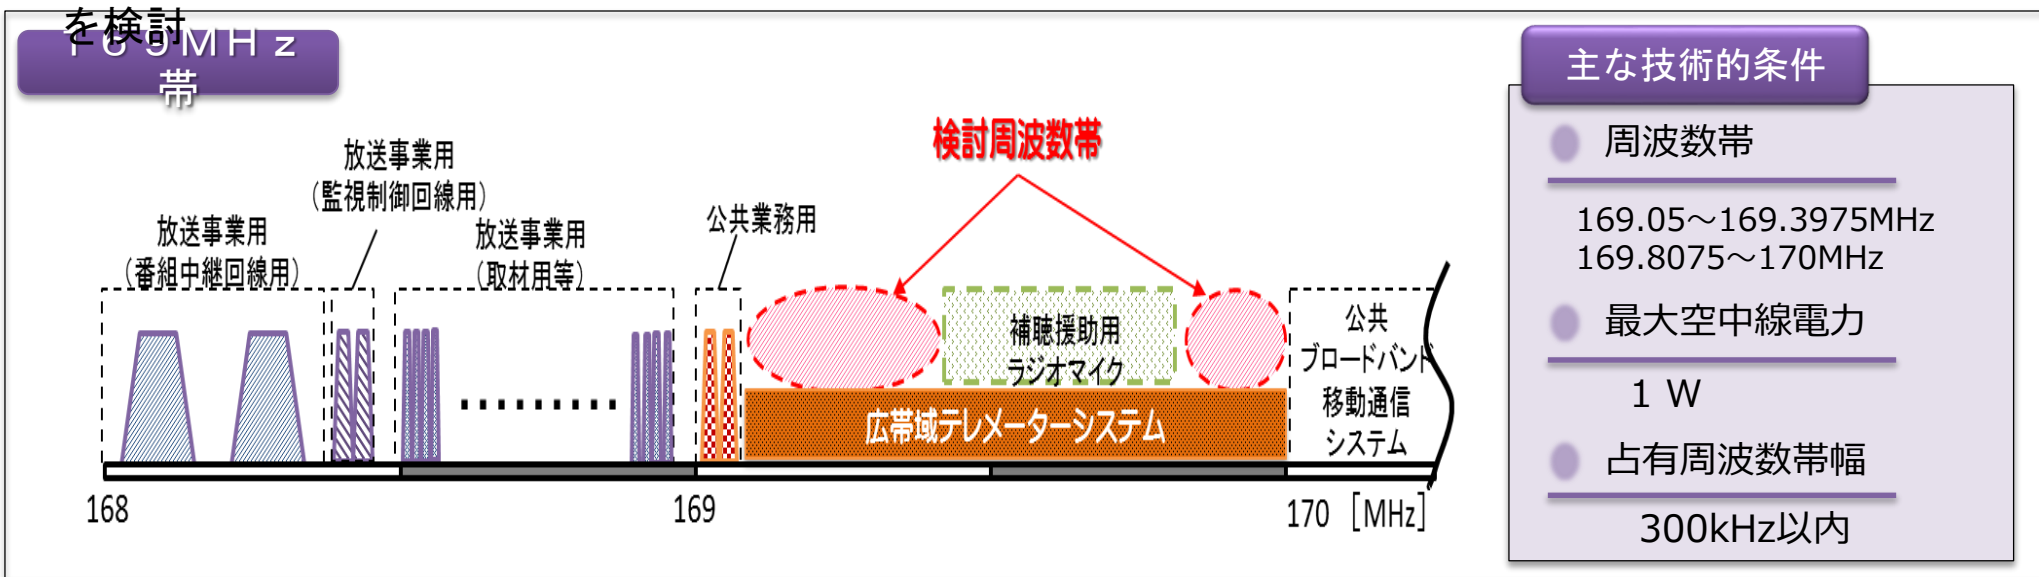 を検討
１６９ＭＨｚ
帯
主な技術的条件
検討周波数帯
周波数帯
169.05～169.3975MHz
169.8075～170MHz
最大空中線電力
1 W
占有周波数帯幅
300kHz以内
放送事業用
（監視制御回線用）
放送事業用
（番組中継回線用）
放送事業用
（取材用等）
公共業務用
補聴援助用
ラジオマイク
公共
ブロードバンド
移動通信
システム
広帯域テレメーターシステム
168
169
170 ［MHz］